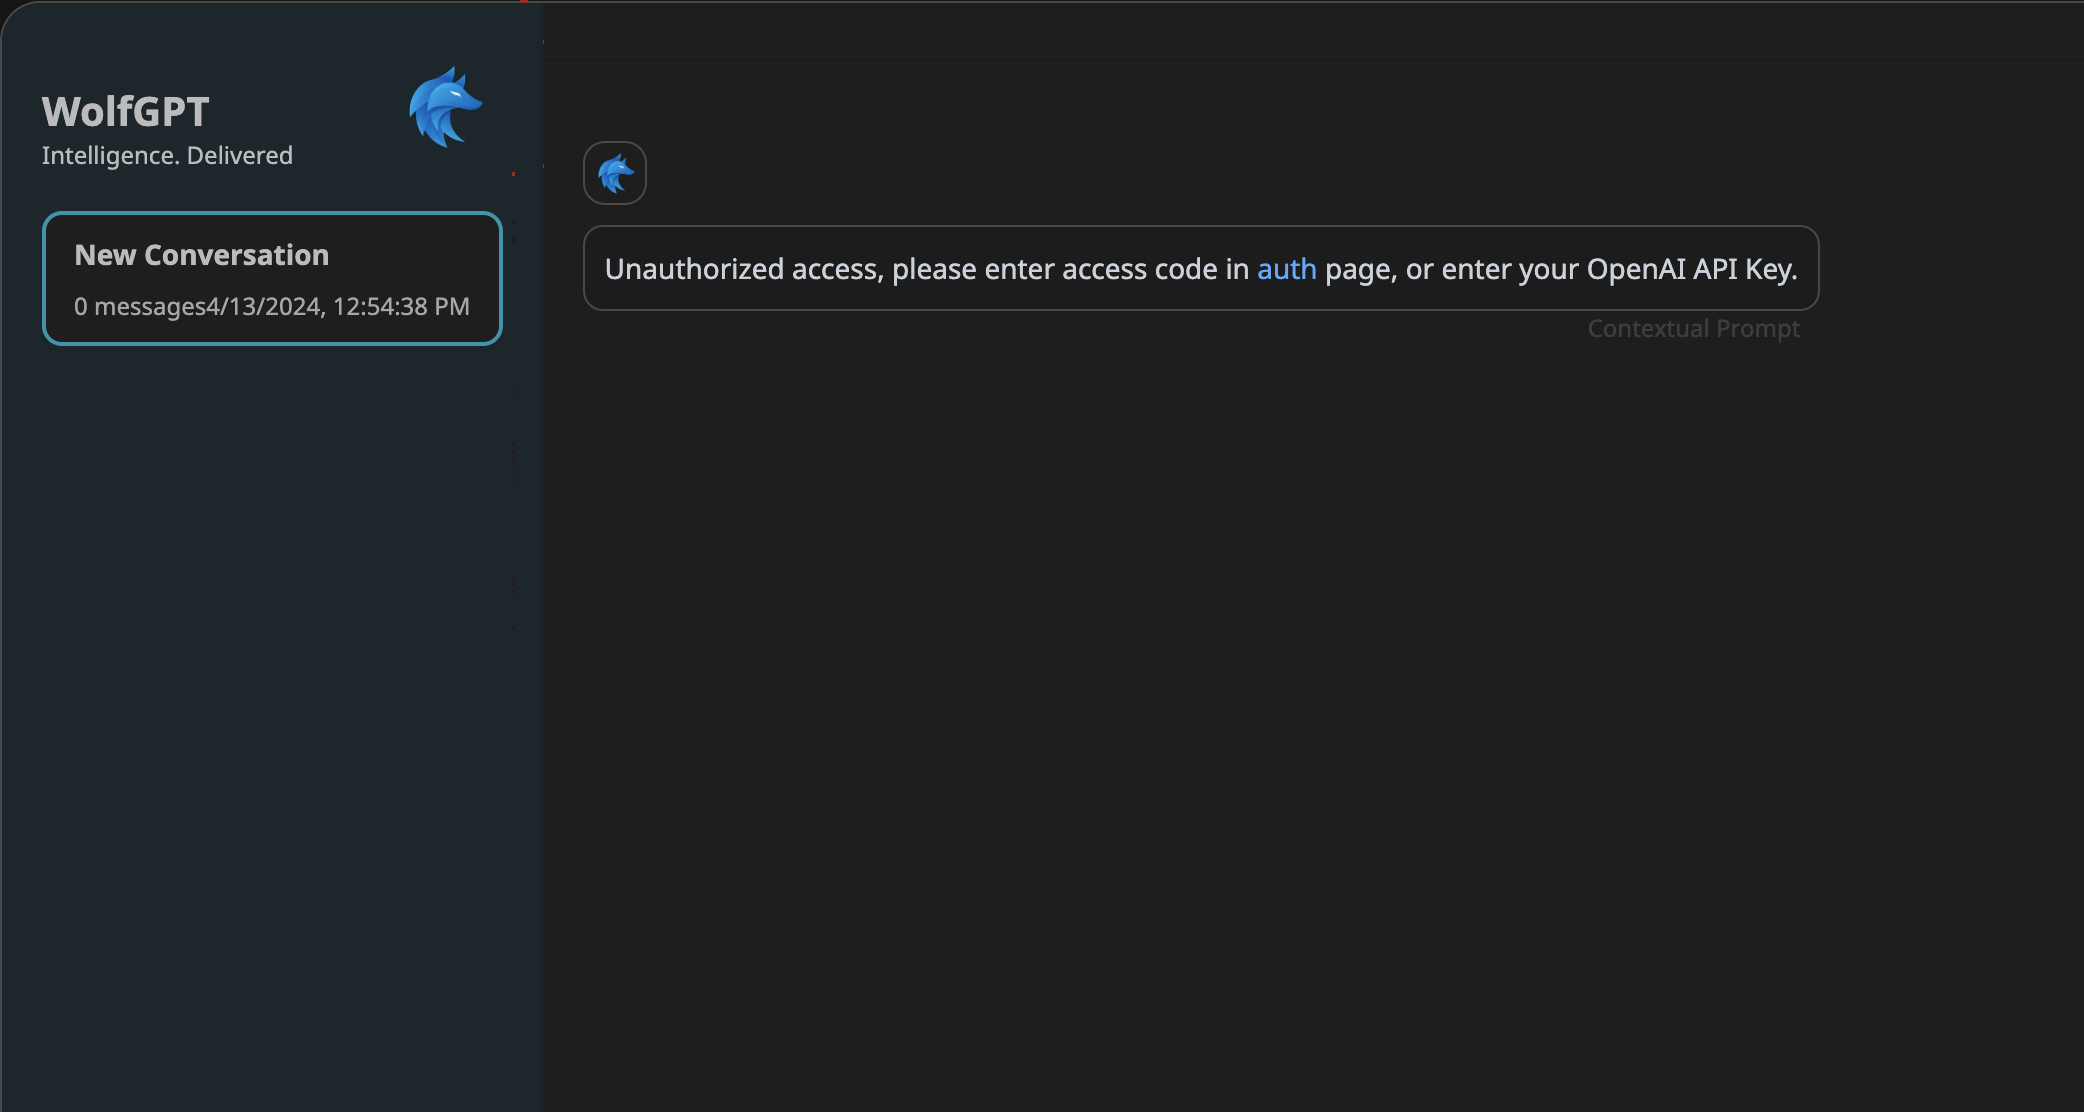 WolfGPT
Intelligence. Delivered
New Conversation
0 messages4/13/2024, 12:54:38 PM
Unauthorized access, please enter access code in auth page, or enter your OpenAI API Key.
Contextual Prompt